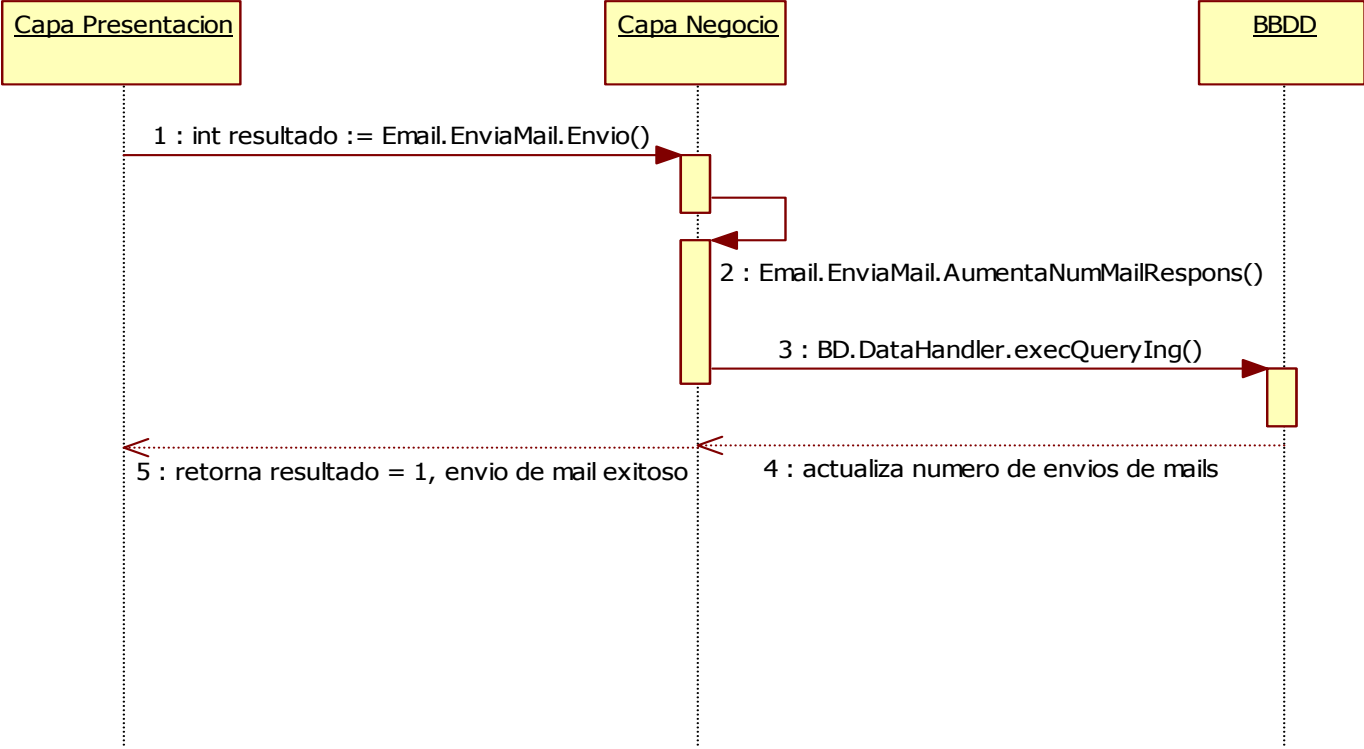 Capa Presentacion
Capa Negocio
BBDD
1 : int resultado := Email.EnviaMail.Envio()
2 : Email.EnviaMail.AumentaNumMailRespons()
3 : BD.DataHandler.execQueryIng()
5 : retorna resultado = 1, envio de mail exitoso
4 : actualiza numero de envios de mails